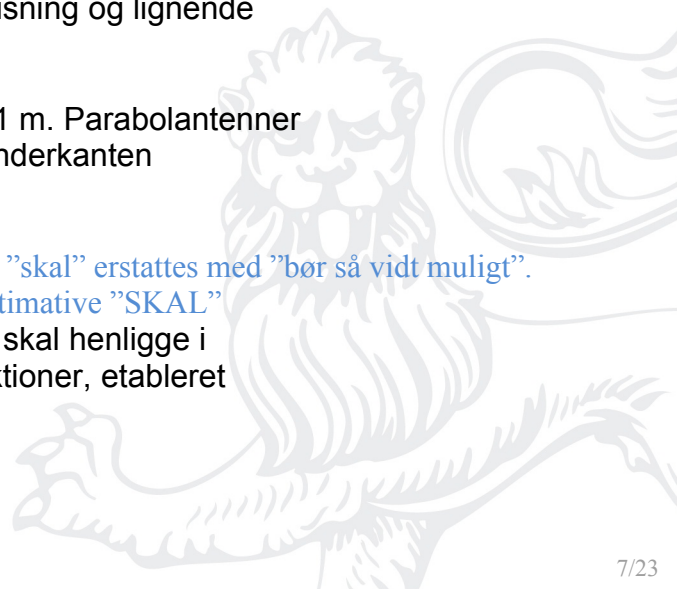 isning og lignende
1 m. Parabolantenner
nderkanten
”skal” erstattes med ”bør så vidt muligt”.
timative ”SKAL”
skal henligge i
ktioner, etableret
7/23